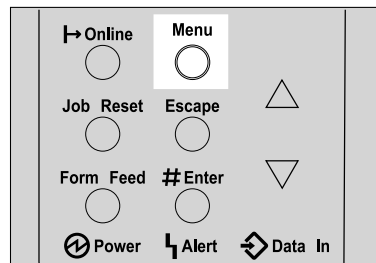 Online Menu
Job Reset Escape
Form Feed # Enter
Power Alert Data In